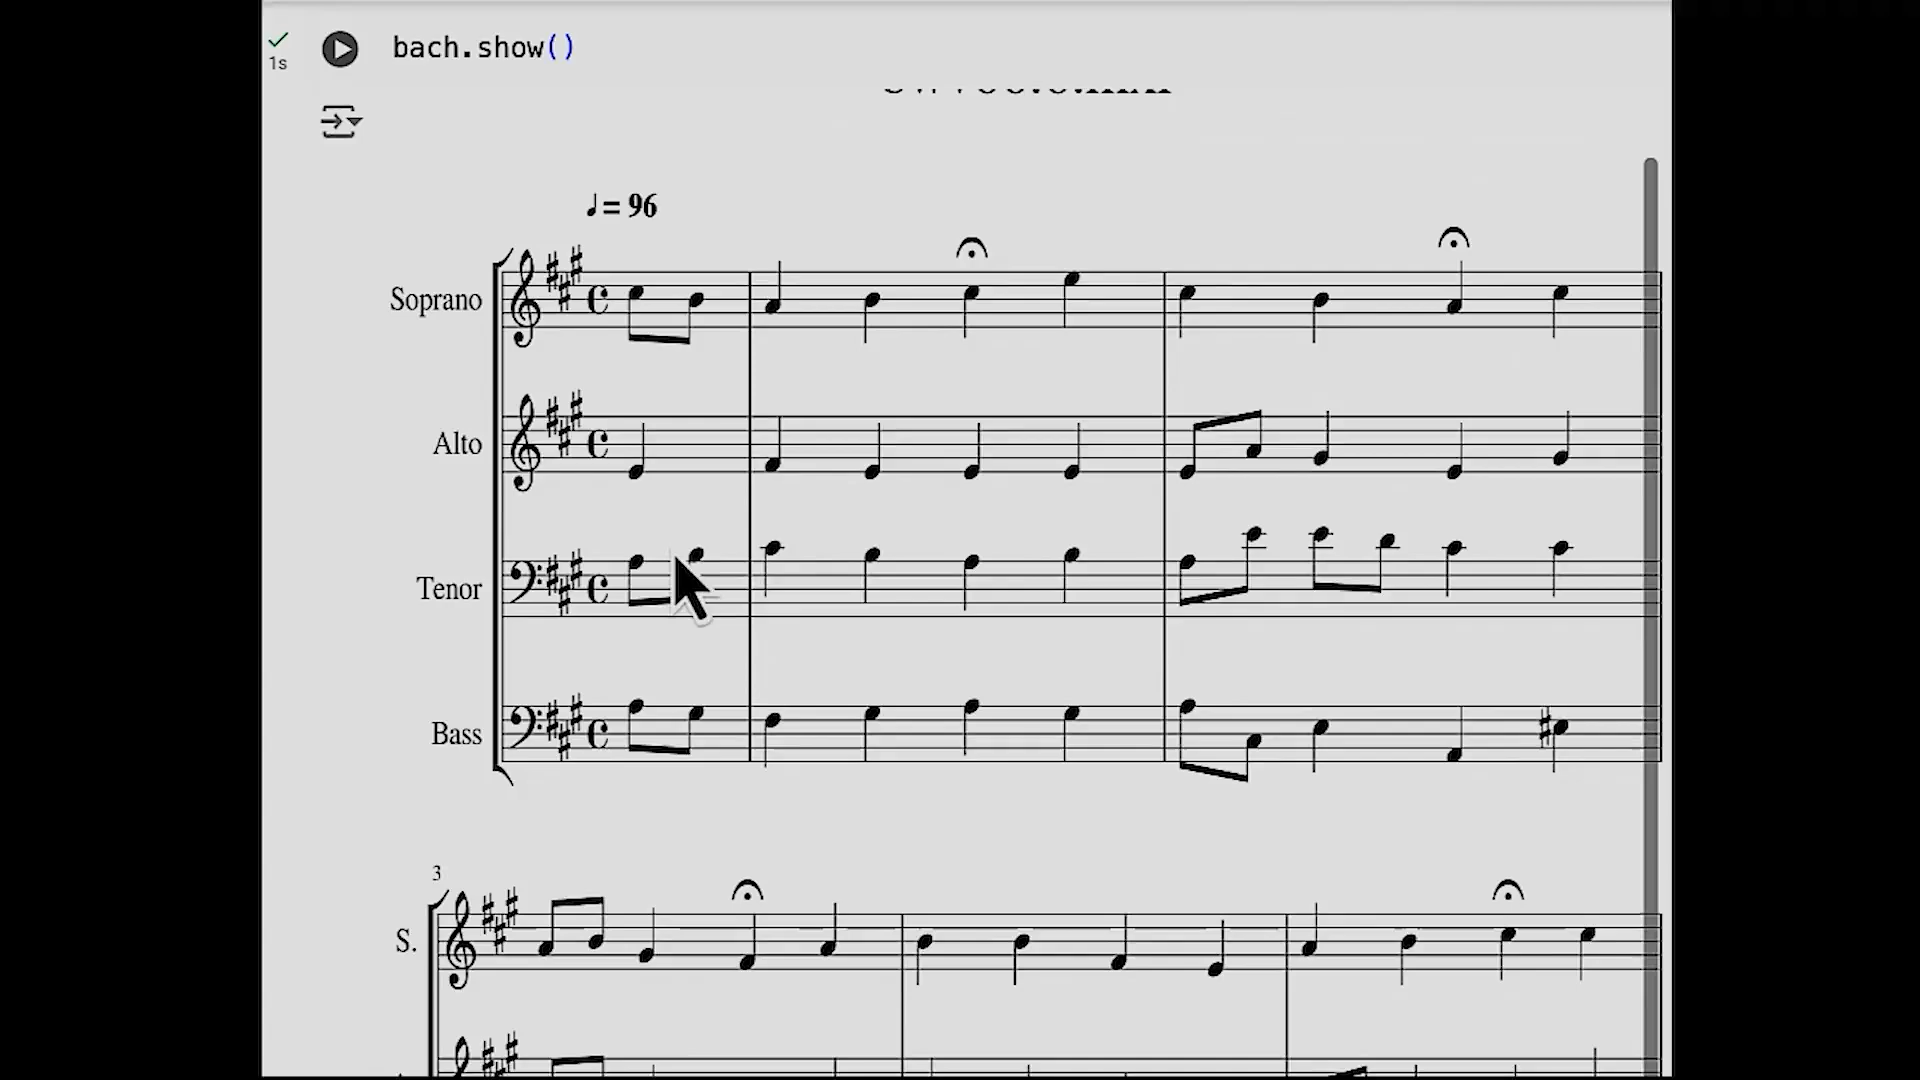 bach.show()
1s
♩= 96
Soprano
Alto
Tenor
Bass
3
S.